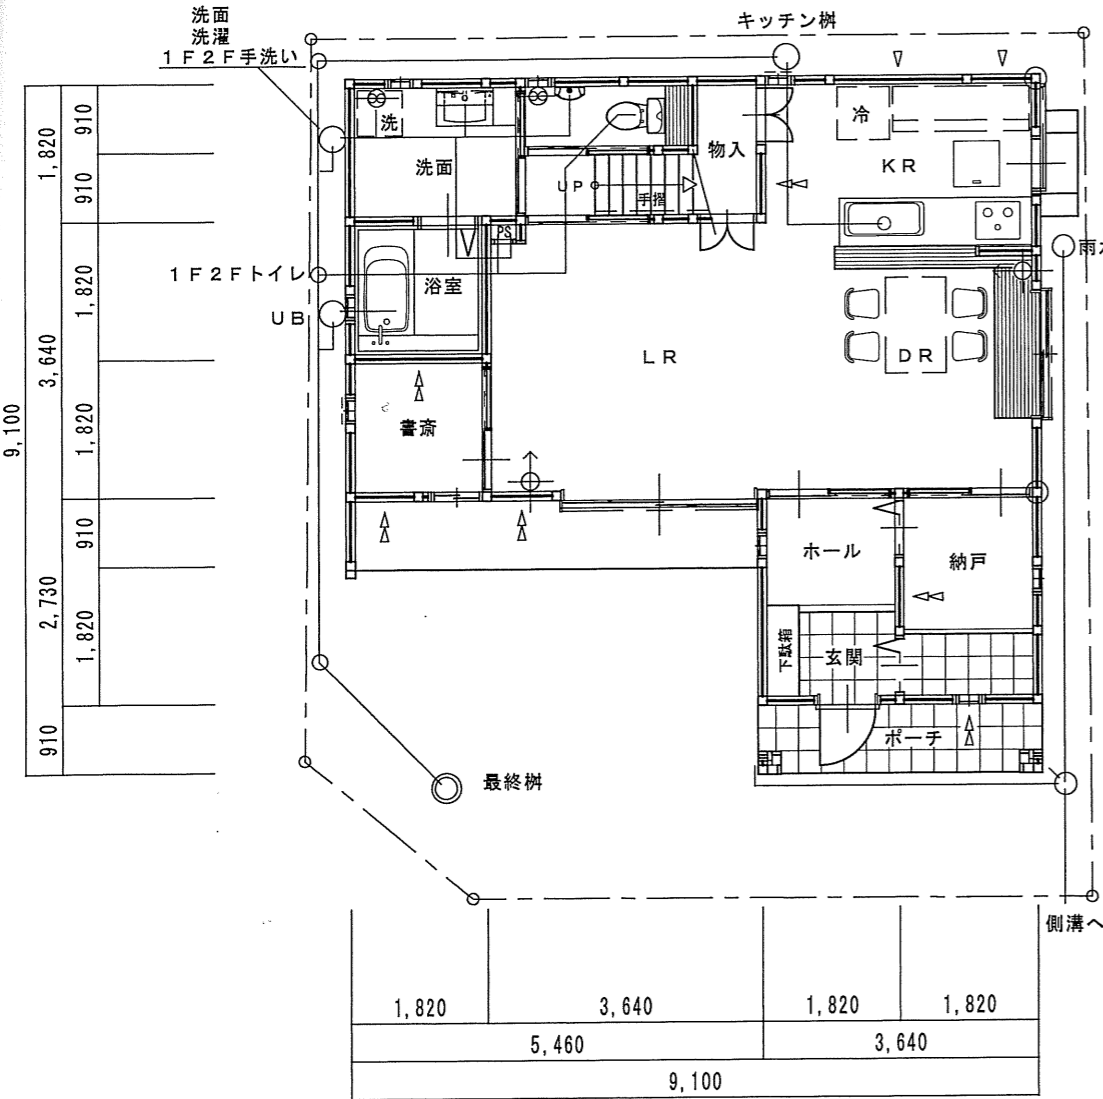 洗面
洗濯
１Ｆ２Ｆ手洗い
キッチン桝
洗
洗面
UP
手摺
物入
冷
KR
PS
雨
１Ｆ２Ｆトイレ
浴室
UB
LR
DR
書斎
ホール
納戸
下駄箱
玄関
ポーチ
最終桝
側溝へ
9,100
1,820
3,640
2,730
910
910
910
1,820
1,820
910
1,820
1,820
3,640
1,820
1,820
5,460
3,640
9,100